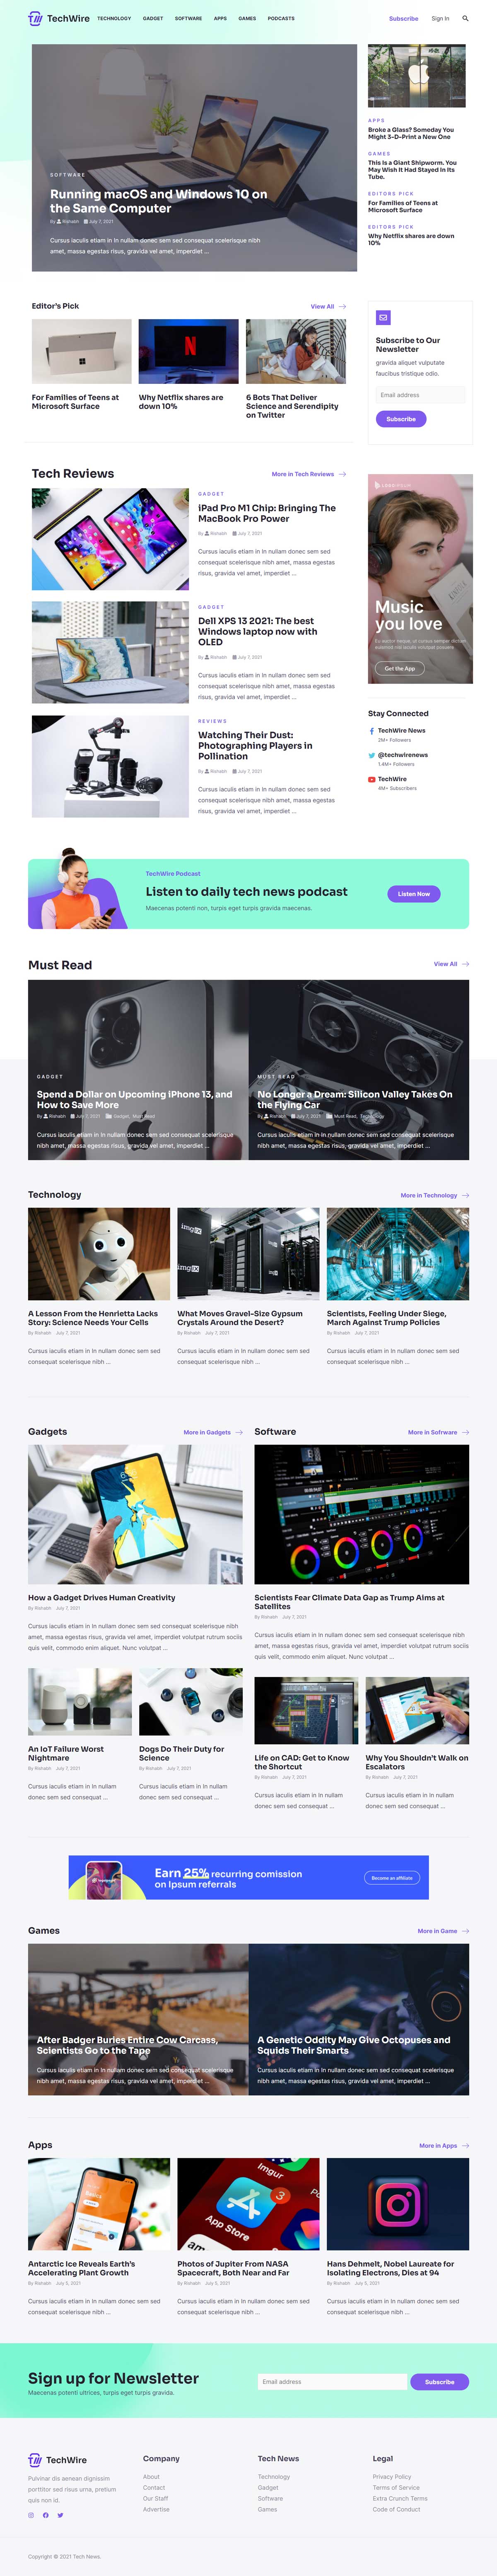 TechWire
TECHNOLOGY GADGET SOFTWARE APPS GAMES PODCASTS
Subscribe Sign In
SOFTWARE
Running macOS and Windows 10 on
the Same Computer
By Rishabh July 7, 2021
Cursus iaculis etiam in In nullam donec sem sed consequat scelerisque nibh
amet, massa egestas risus, gravida vel amet, imperdiet ...
APPS
Broke a Glass? Someday You
Might 3-D-Print a New One
GAMES
This Is a Giant Shipworm. You
May Wish It Had Stayed In Its
Tube.
EDITORS PICK
For Families of Teens at
Microsoft Surface
EDITORS PICK
Why Netflix shares are down
10%
Editor's Pick
View All
For Families of Teens at
Microsoft Surface
Why Netflix shares are
down 10%
6 Bots That Deliver
Science and Serendipity
on Twitter
Subscribe to Our
Newsletter
gravida aliquet vulputate
faucibus tristique odio.
Email address
Subscribe
Tech Reviews
More in Tech Reviews
GADGET
iPad Pro M1 Chip: Bringing The
MacBook Pro Power
By Rishabh July 7, 2021
Cursus iaculis etiam in In nullam donec sem sed
consequat scelerisque nibh amet, massa egestas
risus, gravida vel amet, imperdiet ...
GADGET
Dell XPS 13 2021: The best
Windows laptop now with
OLED
By Rishabh July 7, 2021
Cursus iaculis etiam in In nullam donec sem sed
consequat scelerisque nibh amet, massa egestas
risus, gravida vel amet, imperdiet ...
REVIEWS
Watching Their Dust:
Photographing Players in
Pollination
By Rishabh July 7, 2021
Cursus iaculis etiam in In nullam donec sem sed
consequat scelerisque nibh amet, massa egestas
risus, gravida vel amet, imperdiet ...
Music
you love
Get the App
Stay Connected
TechWire News
2M+ Followers
@techwirenews
1.4M+ Followers
TechWire
4M+ Subscribers
TechWire Podcast
Listen to daily tech news podcast
Maecenas potenti non, turpis eget turpis gravida maecenas.
Listen Now
Must Read
View All
GADGET
Spend a Dollar on Upcoming iPhone 13, and
How to Save More
By Rishabh July 7, 2021 Gadget, Must Read
Cursus iaculis etiam in In nullam donec sem sed consequat scelerisque
nibh amet, massa egestas risus, gravida vel amet, imperdiet ...
MUST READ
No Longer a Dream: Silicon Valley Takes On
the Flying Car
By Rishabh July 7, 2021 Must Read, Technology
Cursus iaculis etiam in In nullam donec sem sed consequat scelerisque
nibh amet, massa egestas risus, gravida vel amet, imperdiet ...
Technology
More in Technology
A Lesson From the Henrietta Lacks
Story: Science Needs Your Cells
By Rishabh July 7, 2021
Cursus iaculis etiam in In nullam donec sem sed
consequat scelerisque nibh ...
imgix
imgix
What Moves Gravel-Size Gypsum
Crystals Around the Desert?
By Rishabh July 7, 2021
Cursus iaculis etiam in In nullam donec sem sed
consequat scelerisque nibh ...
Scientists, Feeling Under Siege,
March Against Trump Policies
By Rishabh July 7, 2021
Cursus iaculis etiam in In nullam donec sem sed
consequat scelerisque nibh ...
Gadgets
More in Gadgets
How a Gadget Drives Human Creativity
By Rishabh July 7, 2021
Cursus iaculis etiam in In nullam donec sem sed consequat scelerisque nibh
amet, massa egestas risus, gravida vel amet, imperdiet volutpat rutrum sociis
quis velit, commodo enim aliquet. Nunc volutpat ...
An IoT Failure Worst
Nightmare
By Rishabh July 7, 2021
Cursus iaculis etiam in In nullam
donec sem sed consequat ...
Dogs Do Their Duty for
Science
By Rishabh July 7, 2021
Cursus iaculis etiam in In nullam
donec sem sed consequat ...
Software
More in Sofrware
Scientists Fear Climate Data Gap as Trump Aims at
Satellites
By Rishabh July 7, 2021
Cursus iaculis etiam in In nullam donec sem sed consequat scelerisque nibh
amet, massa egestas risus, gravida vel amet, imperdiet volutpat rutrum sociis
quis velit, commodo enim aliquet. Nunc volutpat ...
Life on CAD: Get to Know
the Shortcut
By Rishabh July 7, 2021
Cursus iaculis etiam in In nullam
donec sem sed consequat ...
Why You Shouldn't Walk on
Escalators
By Rishabh July 7, 2021
Cursus iaculis etiam in In nullam
donec sem sed consequat ...
Earn 25% recurring comission
on Ipsum referrals
Become an affiliate
Games
More in Game
After Badger Buries Entire Cow Carcass,
Scientists Go to the Tape
Cursus iaculis etiam in In nullam donec sem sed consequat scelerisque
nibh amet, massa egestas risus, gravida vel amet, imperdiet ...
A Genetic Oddity May Give Octopuses and
Squids Their Smarts
Cursus iaculis etiam in In nullam donec sem sed consequat scelerisque
nibh amet, massa egestas risus, gravida vel amet, imperdiet ...
Apps
More in Apps
Antarctic Ice Reveals Earth's
Accelerating Plant Growth
By Rishabh July 5, 2021
Cursus iaculis etiam in In nullam donec sem sed
consequat scelerisque nibh ...
Imgur
App Store
3
Photos of Jupiter From NASA
Spacecraft, Both Near and Far
By Rishabh July 5, 2021
Cursus iaculis etiam in In nullam donec sem sed
consequat scelerisque nibh ...
Hans Dehmelt, Nobel Laureate for
Isolating Electrons, Dies at 94
By Rishabh July 5, 2021
Cursus iaculis etiam in In nullam donec sem sed
consequat scelerisque nibh ...
Sign up for Newsletter
Maecenas potenti ultrices, turpis eget turpis gravida.
Email address
Subscribe
TechWire
Pulvinar dis aenean dignissim
porttitor sed risus urna, pretium
quis non id.
Company
About
Contact
Our Staff
Advertise
Tech News
Technology
Gadget
Software
Games
Legal
Privacy Policy
Terms of Service
Extra Crunch Terms
Code of Conduct
Copyright © 2021 Tech News.